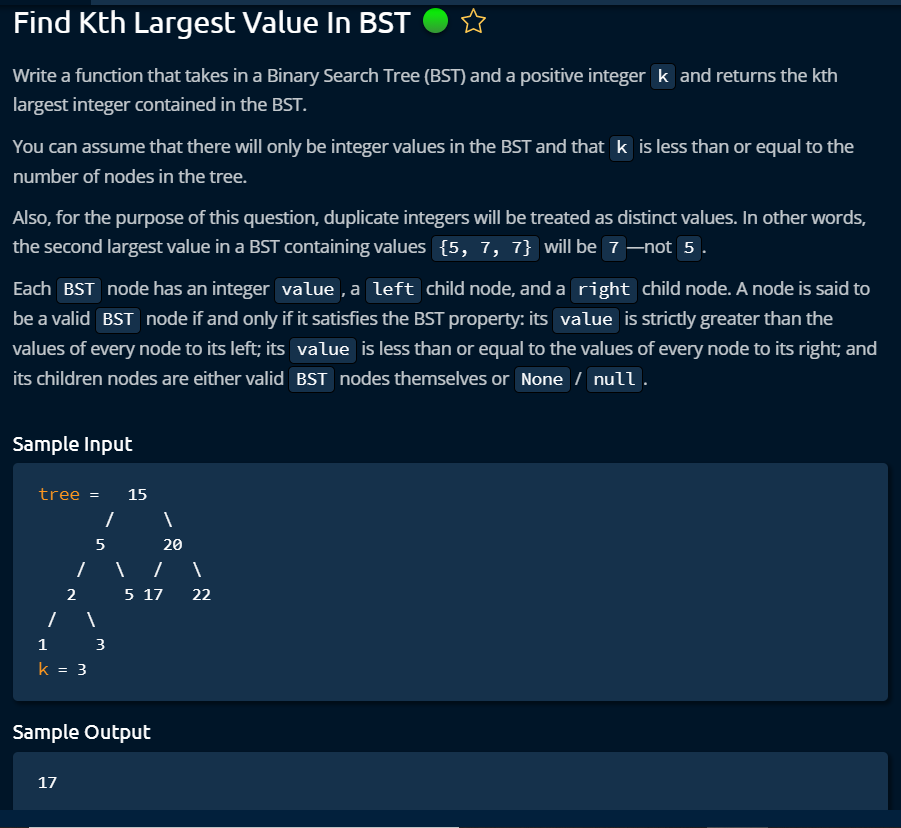 Find Kth Largest Value In BST
Write a function that takes in a Binary Search Tree (BST) and a positive integer k and returns the kth
largest integer contained in the BST.
You can assume that there will only be integer values in the BST and that k is less than or equal to the
number of nodes in the tree.
Also, for the purpose of this question, duplicate integers will be treated as distinct values. In other words,
the second largest value in a BST containing values {5, 7, 7} will be 7—not 5.
Each BST node has an integer value, a left child node, and a right child node. A node is said to
be a valid BST node if and only if it satisfies the BST property: its value is strictly greater than the
values of every node to its left; its value is less than or equal to the values of every node to its right; and
its children nodes are either valid BST nodes themselves or None / null.
Sample Input
tree =   15
       /     \
      5      20
    /   \   /   \
   2     5 17   22
 /   \
1     3
k = 3
Sample Output
17